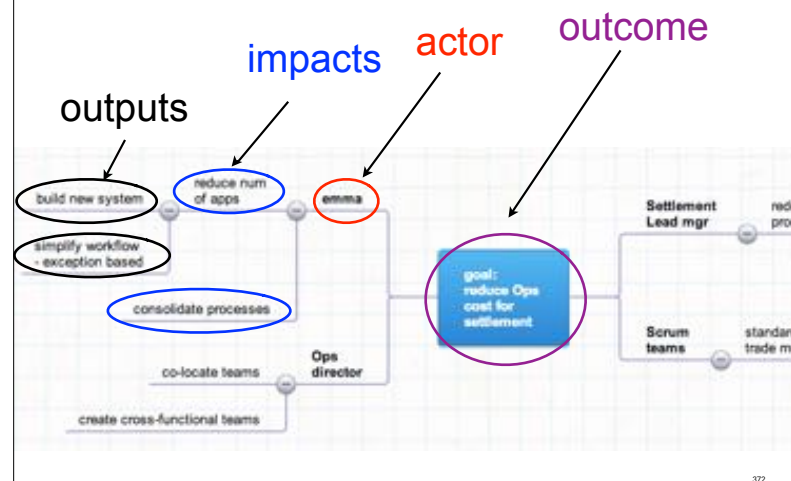 outcome
actor
impacts
outputs
build new system
reduce num
of apps
emma
simplify workflow
- exception based
consolidate processes
goal:
reduce Ops
cost for
settlement
Settlement
Lead mgr
Ops
director
co-locate teams
create cross-functional teams
Scrum
teams
trade m
372